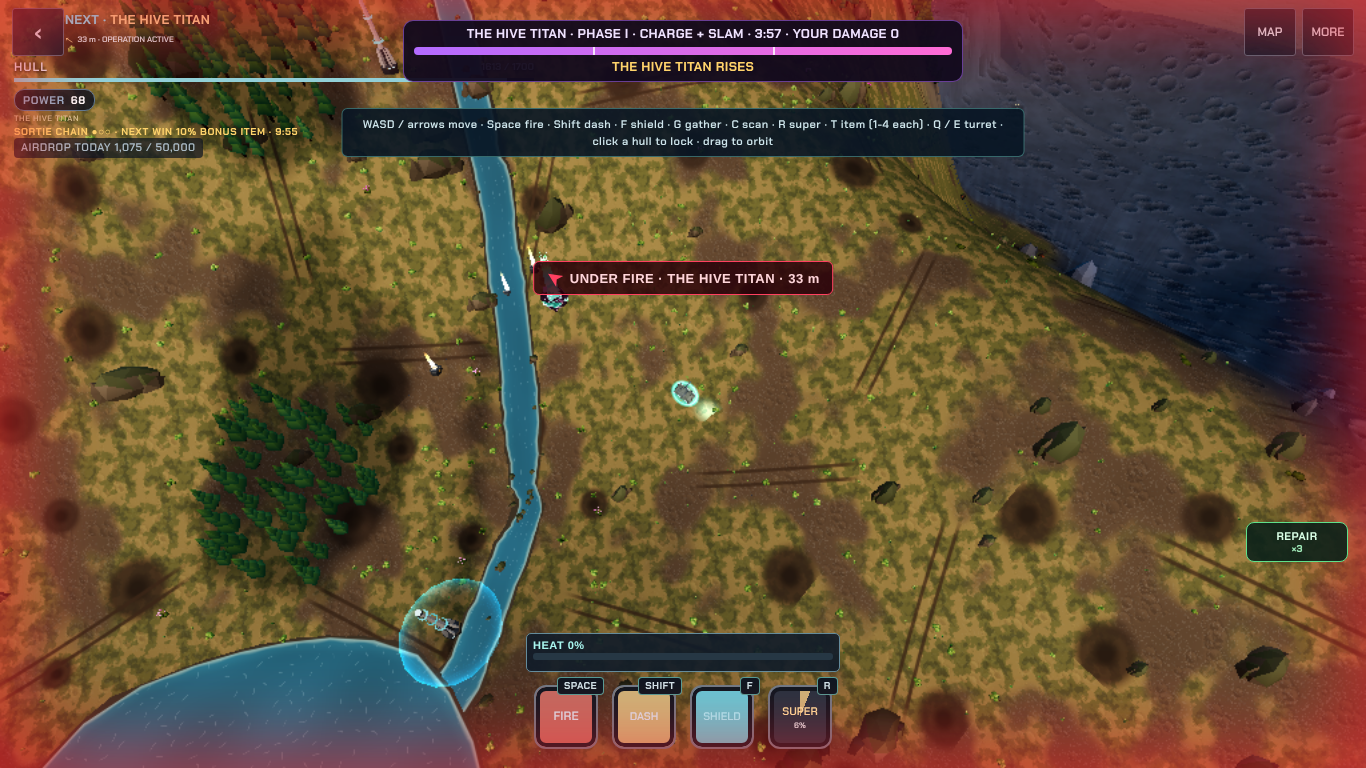 ‹
NEXT · THE HIVE TITAN
33 m · OPERATION ACTIVE
HULL
POWER 68
THE HIVE TITAN
SORTIE CHAIN ●○○ · NEXT WIN 10% BONUS ITEM · 9:55
AIRDROP TODAY 1,075 / 50,000
THE HIVE TITAN · PHASE I · CHARGE + SLAM · 3:57 · YOUR DAMAGE 0
THE HIVE TITAN RISES
WASD / arrows move · Space fire · Shift dash · F shield · G gather · C scan · R super · T item (1-4 each) · Q / E turret ·
click a hull to lock · drag to orbit
MAP
MORE
UNDER FIRE · THE HIVE TITAN · 33 m
REPAIR
×3
HEAT 0%
SPACE
FIRE
SHIFT
DASH
F
SHIELD
R
SUPER
6%